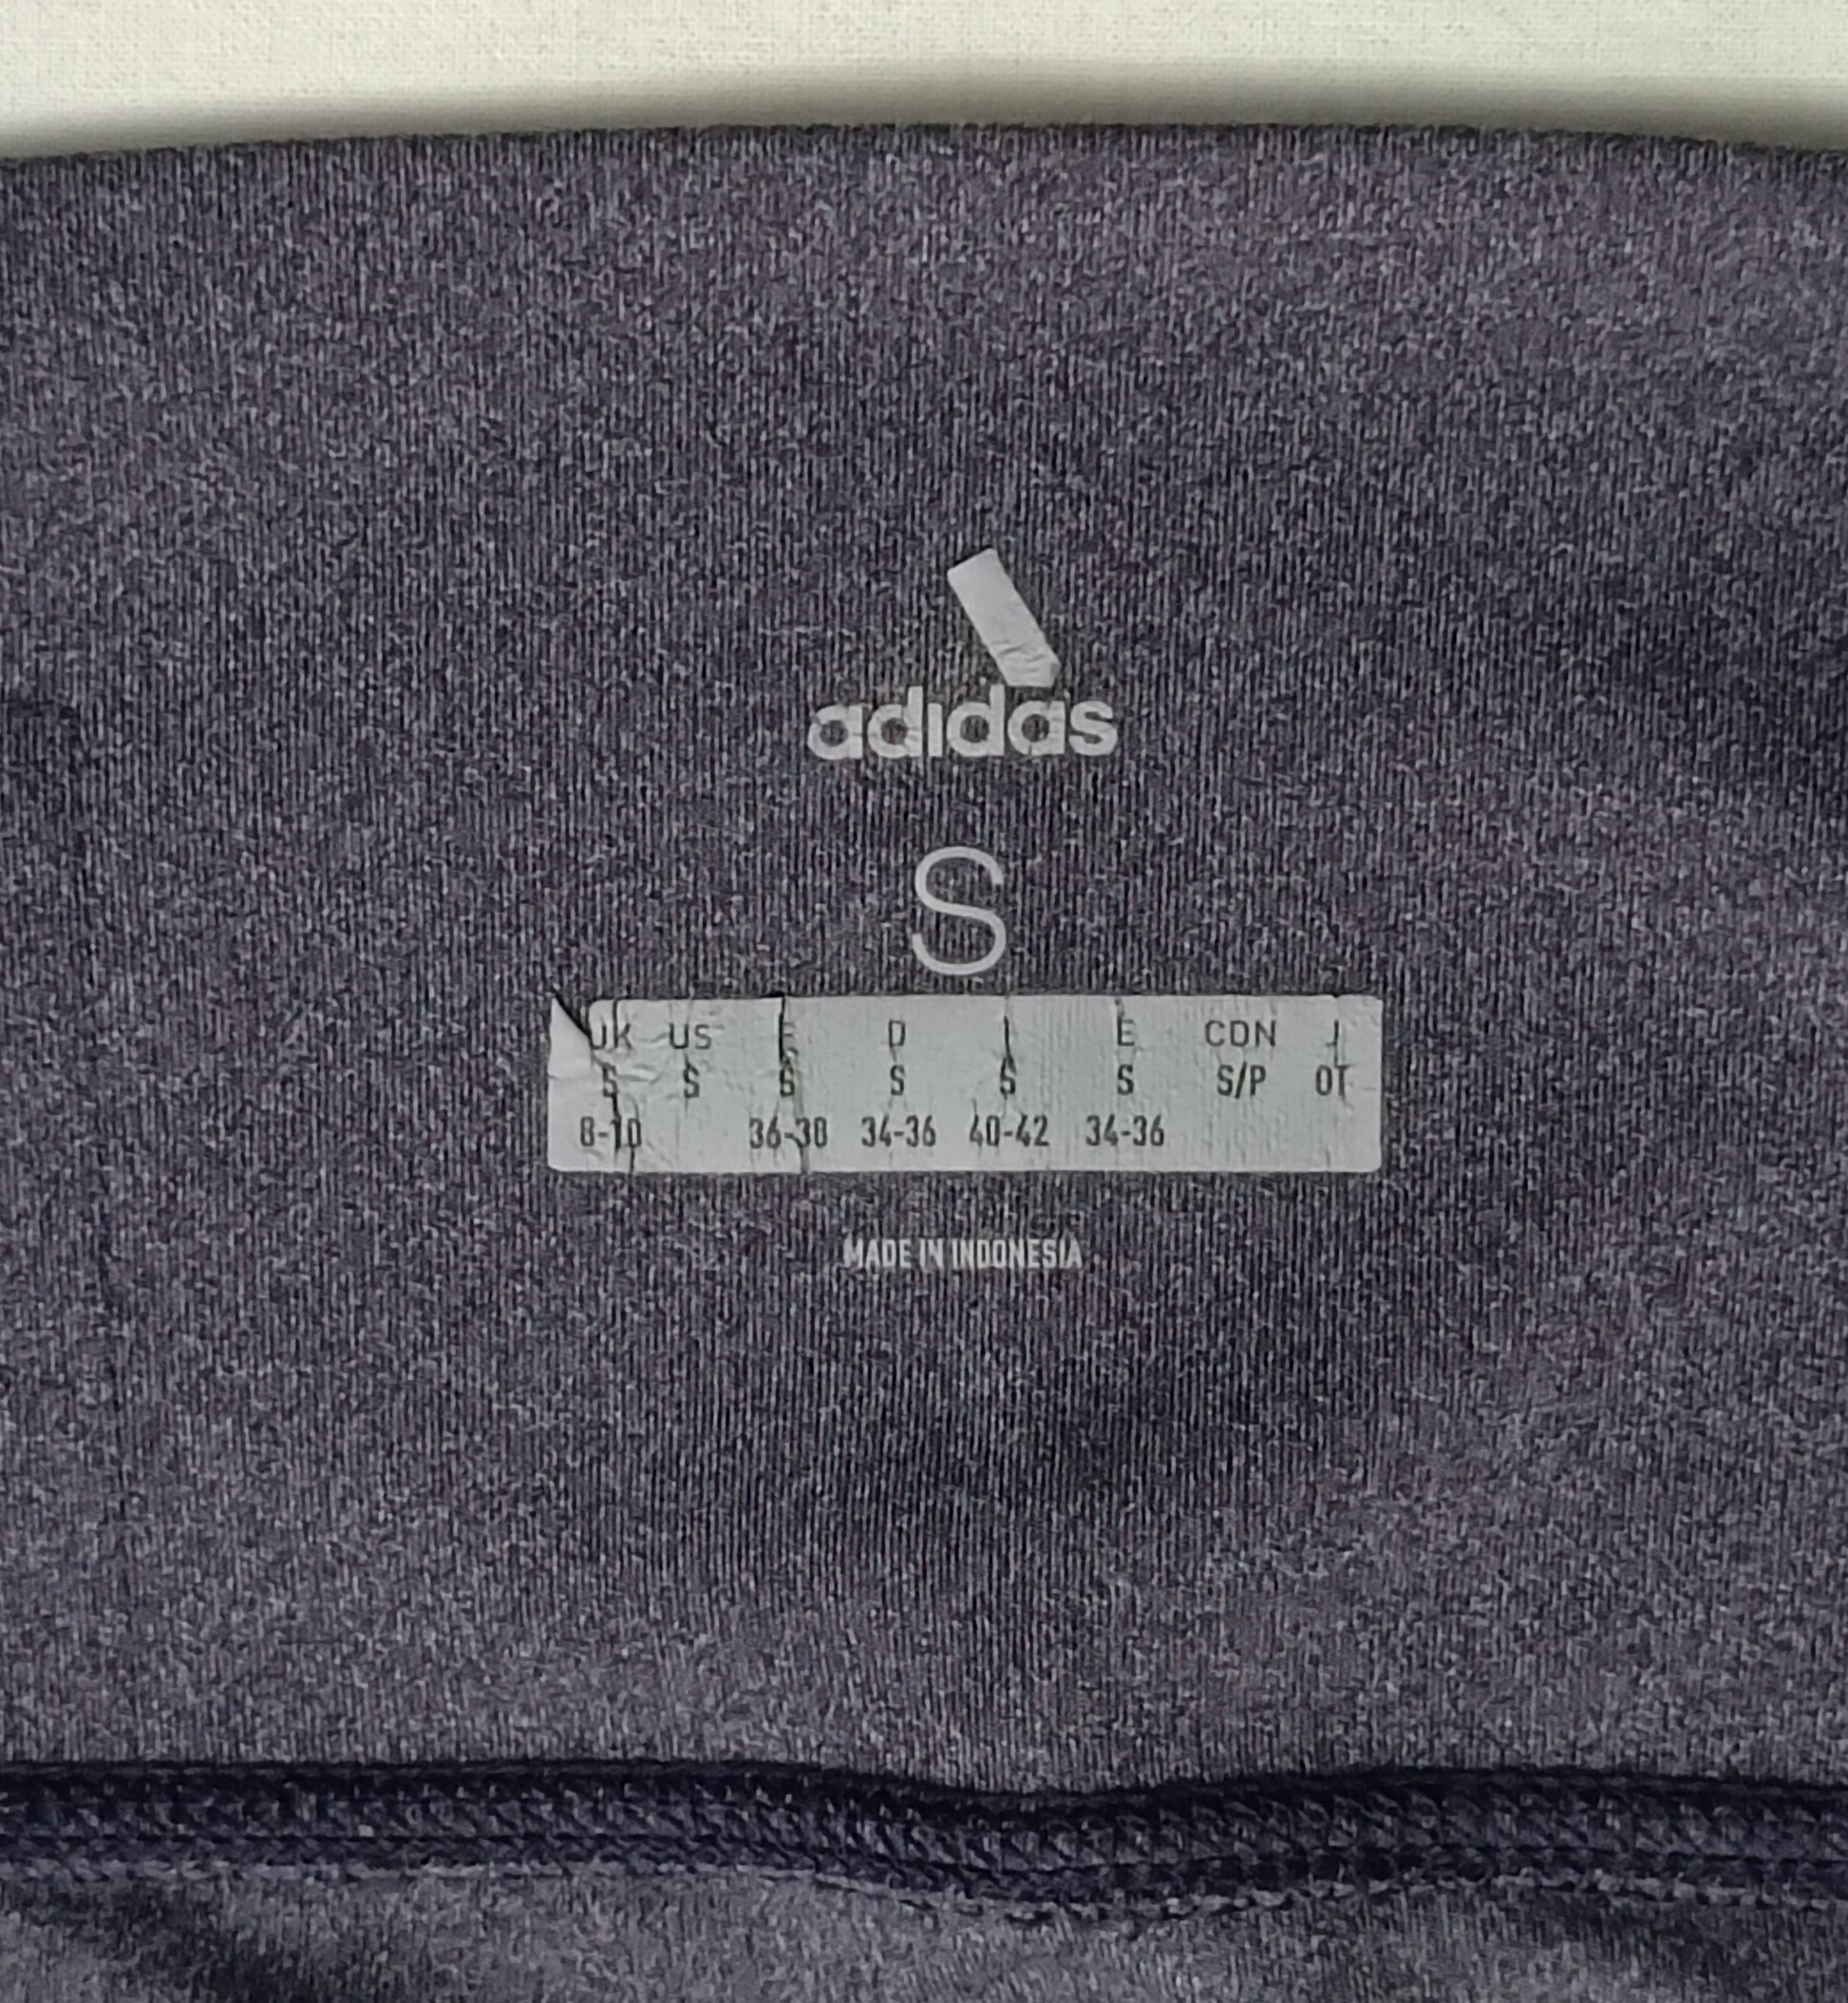 adidas
S
UK US F D I E CDN J
S S S S S S S/P OT
8-10 36-38 34-36 40-42 34-36
MADE IN INDONESIA